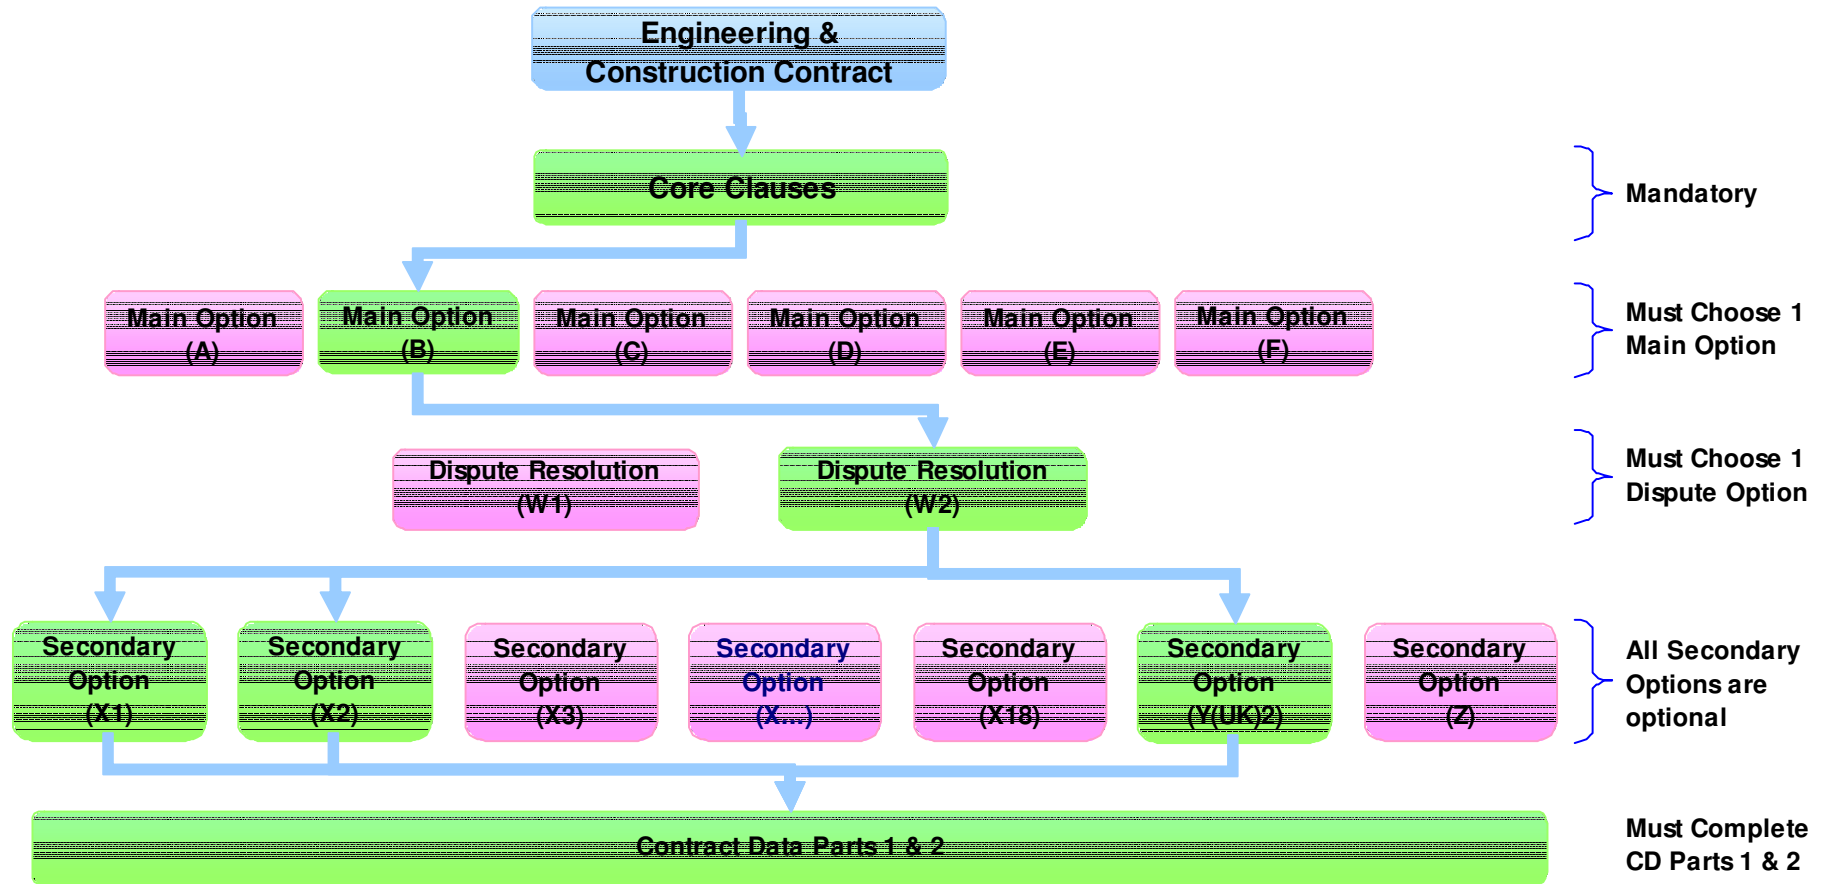 Engineering &
Construction Contract
Core Clauses
Mandatory
Main Option
(A)
Main Option
(B)
Main Option
(C)
Main Option
(D)
Main Option
(E)
Main Option
(F)
Must Choose 1
Main Option
Dispute Resolution
(W1)
Dispute Resolution
(W2)
Must Choose 1
Dispute Option
Secondary
Option
(X1)
Secondary
Option
(X2)
Secondary
Option
(X3)
Secondary
Option
(X...)
Secondary
Option
(X18)
Secondary
Option
(Y(UK)2)
Secondary
Option
(Z)
All Secondary
Options are
optional
Contract Data Parts 1 & 2
Must Complete
CD Parts 1 & 2